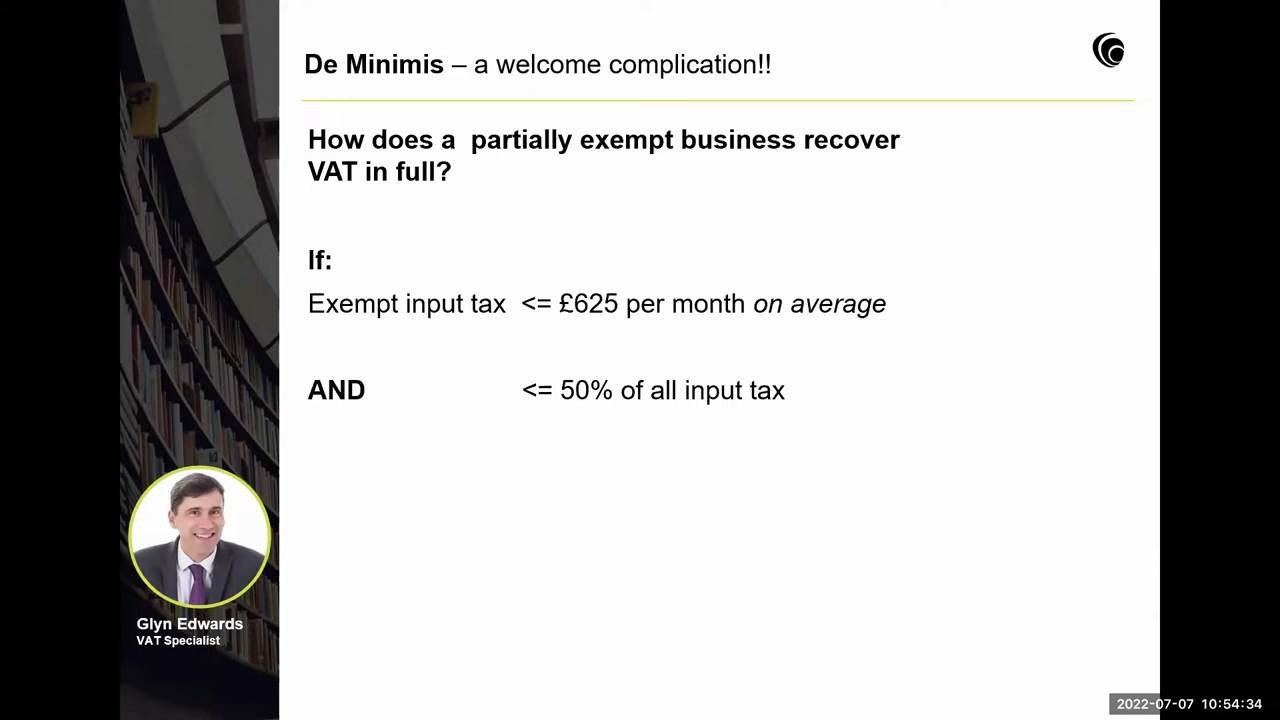 De Minimis – a welcome complication!!
How does a  partially exempt business recover
VAT in full?
If:
Exempt input tax  <= £625 per month on average
AND <= 50% of all input tax
Glyn Edwards
VAT Specialist
2022-07-07 10:54:34